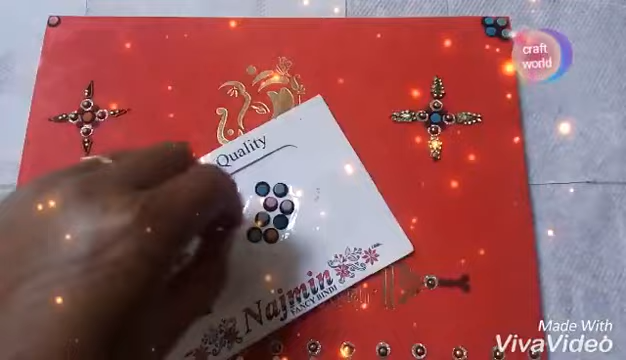 craft
world
Quality
Najmin
FANCY BINDI
Made With
VivaVideo